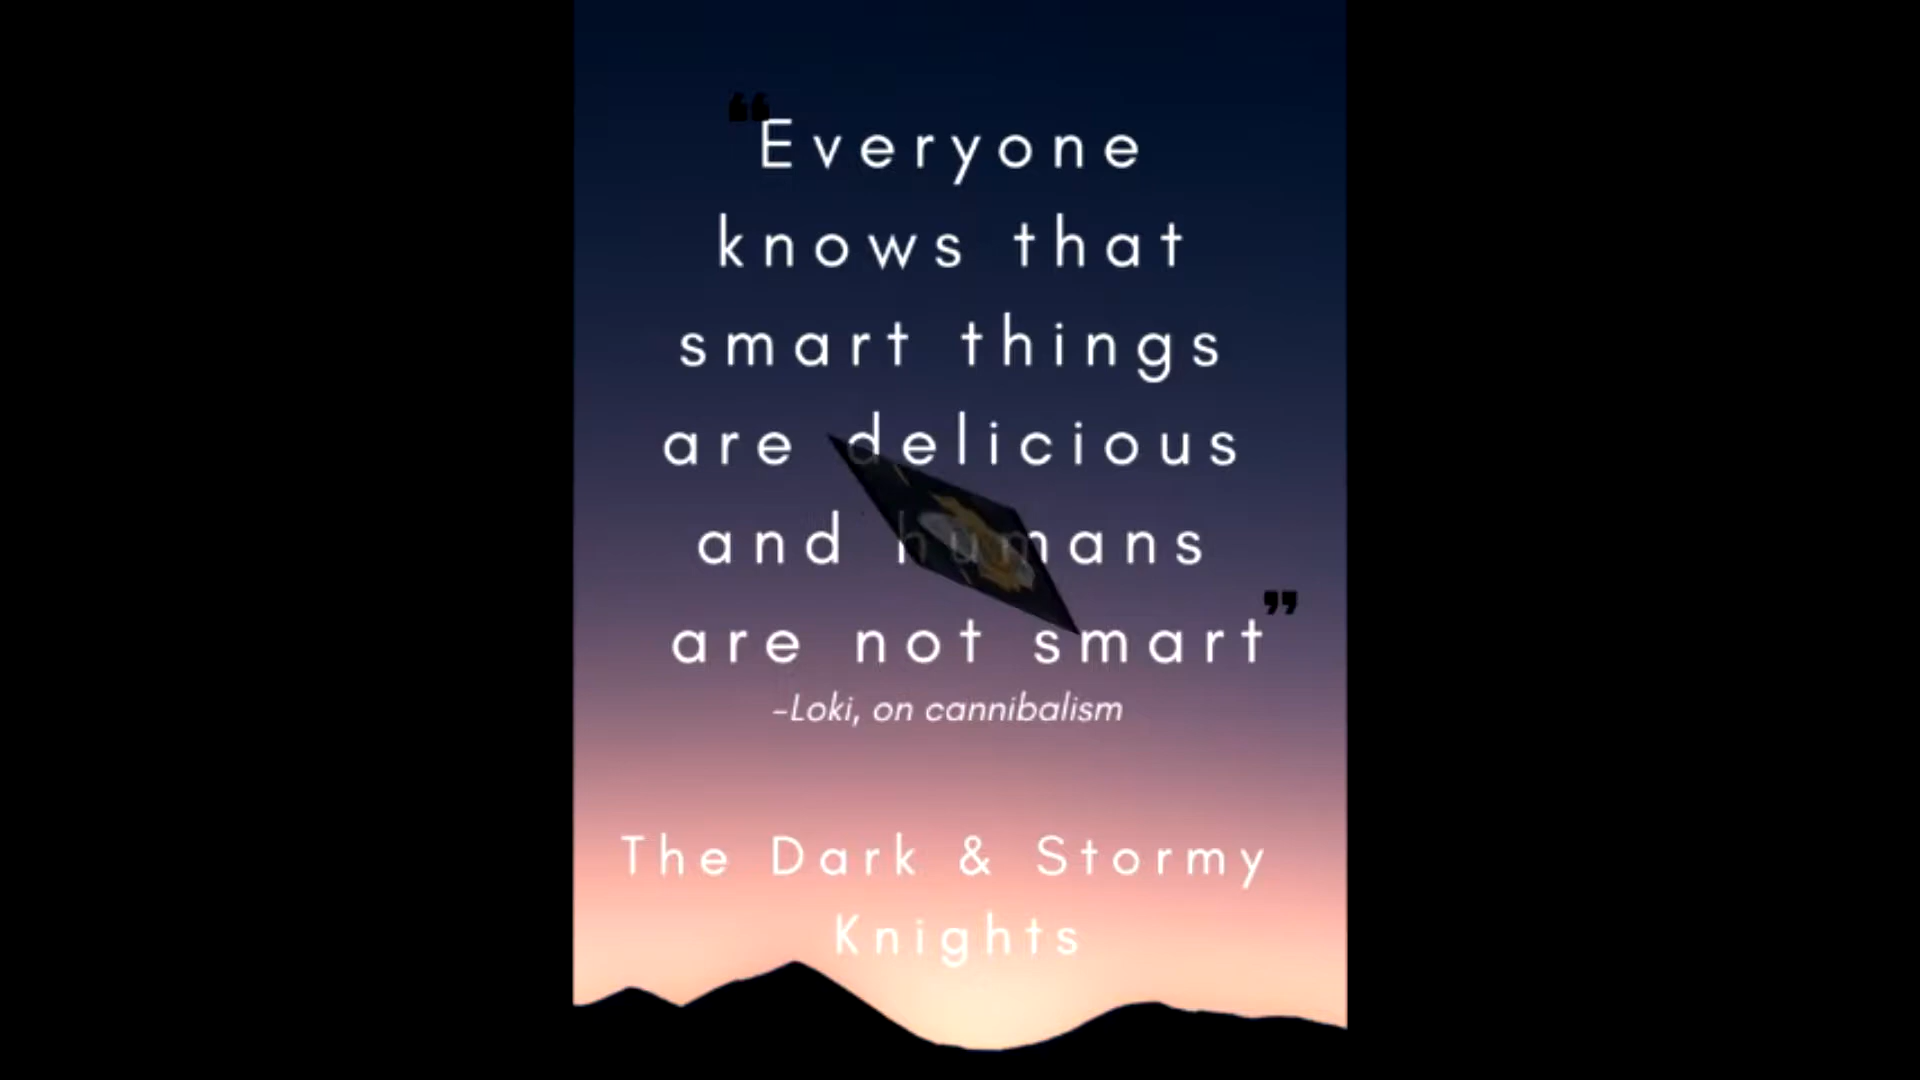 “Everyone
knows that
smart things
are delicious
and humans
are not smart”
-Loki, on cannibalism
The Dark & Stormy
Knights